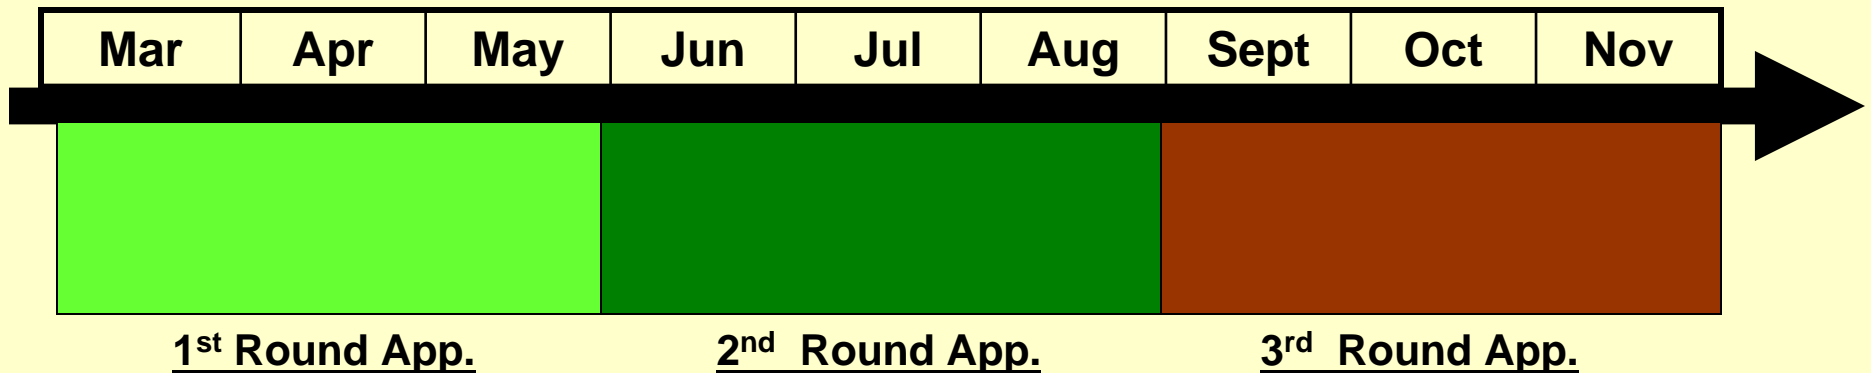 Mar Apr May Jun Jul Aug Sept Oct Nov
1st Round App. 2nd Round App. 3rd Round App.